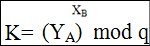 X_B
K= (Y_A) mod q